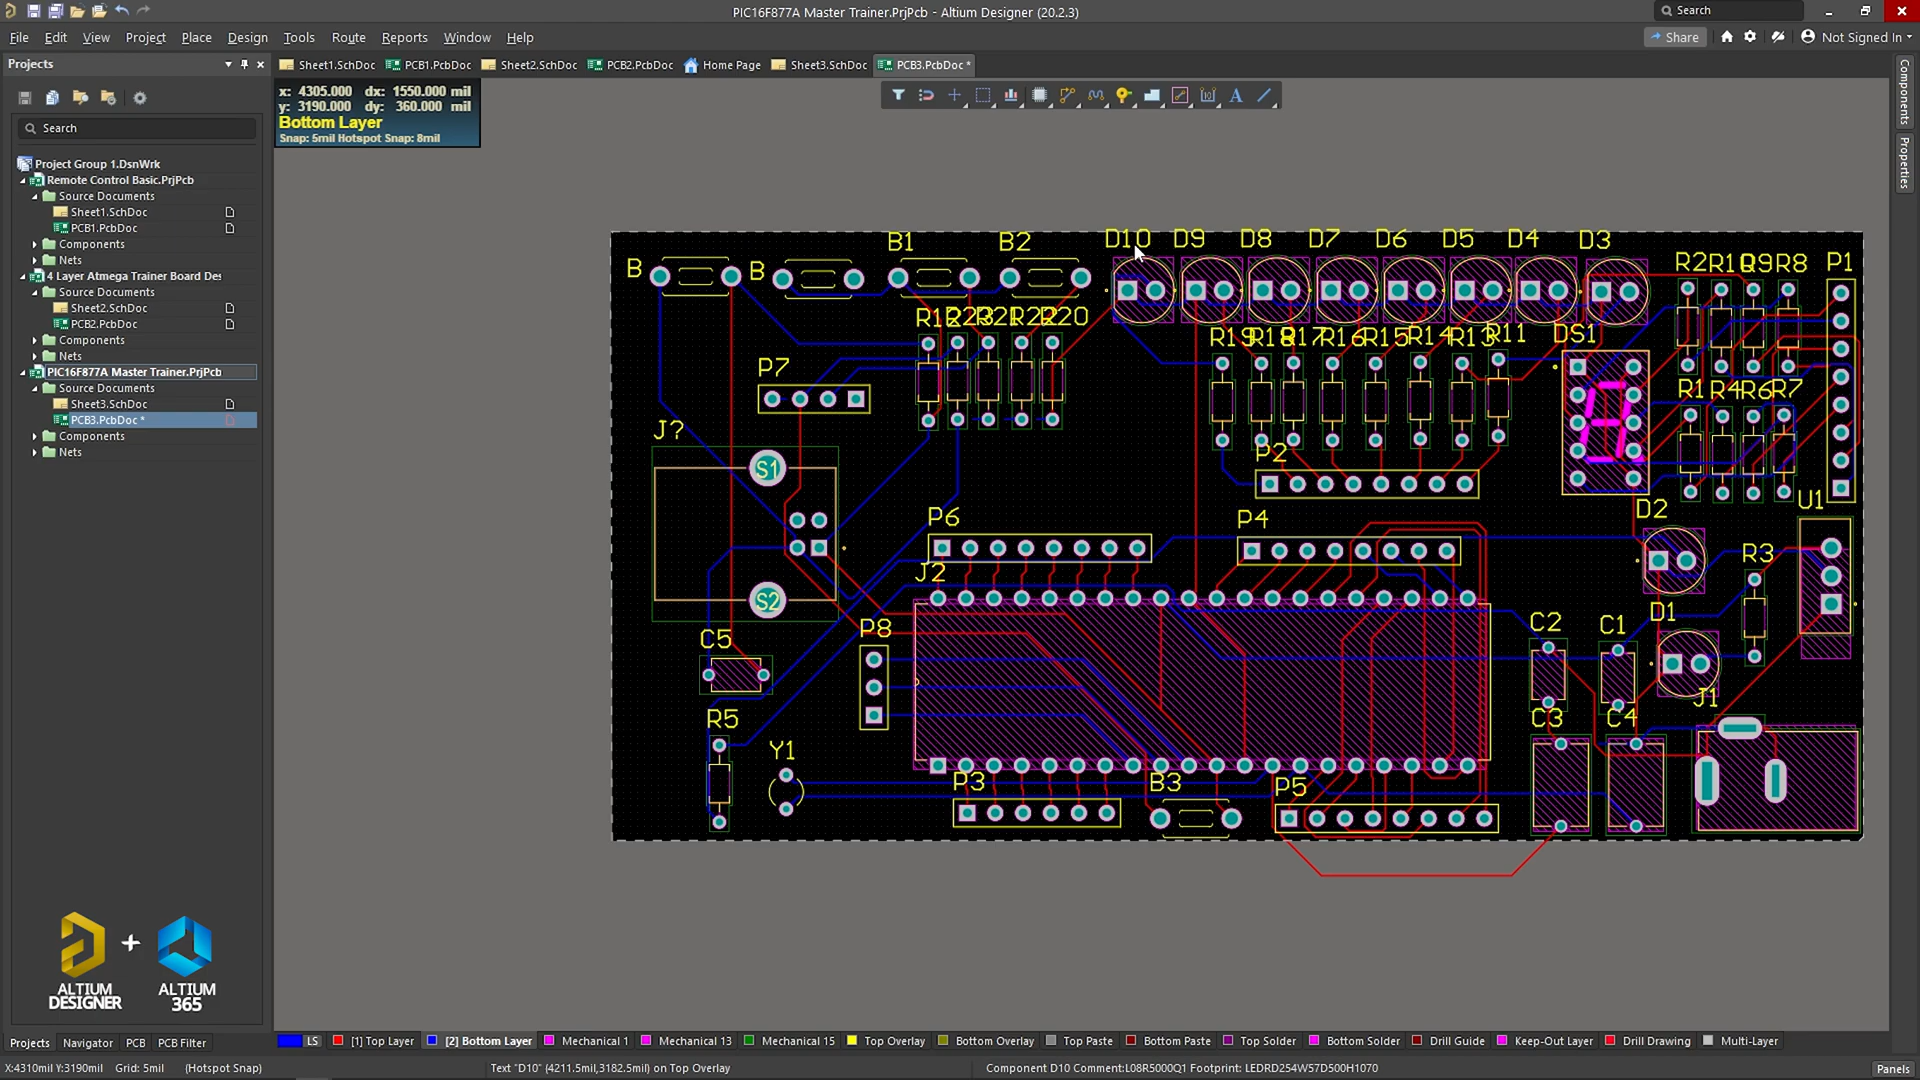 PIC16F877A Master Trainer.PrjPcb - Altium Designer (20.2.3)
Search
File Edit View Project Place Design Tools Route Reports Window Help
Share
Not Signed In
Projects
Sheet1.SchDoc PCB1.PcbDoc Sheet2.SchDoc PCB2.PcbDoc Home Page Sheet3.SchDoc PCB3.PcbDoc *
x: 4305.000 dx: 1550.000 mil
y: 3190.000 dy: 360.000 mil
Bottom Layer
Snap: 5mil Hotspot Snap: 8mil
Components
Properties
Search
Project Group 1.DsnWrk
Remote Control Basic.PrjPcb
Source Documents
Sheet1.SchDoc
PCB1.PcbDoc
Components
Nets
4 Layer Atmega Trainer Board Des
Source Documents
Sheet2.SchDoc
PCB2.PcbDoc
Components
Nets
PIC16F877A Master Trainer.PrjPcb
Source Documents
Sheet3.SchDoc
PCB3.PcbDoc *
Components
Nets
B B B1 B2 D10 D9 D8 D7 D6 D5 D4 D3
R2 R10 R9 R8 P1
R12 R23 R21 R22 R20
R19 R18 R17 R16 R15 R14 R13 R11 DS1
P7
R1 R4 R6 R7
J?
S1
P2
U1
D2
P6 P4
R3
J2
S2
D1
C5 P8 C2 C1
J1
R5 C3 C4
Y1
P3 B3 P5
ALTIUM DESIGNER
+
ALTIUM 365
Projects Navigator PCB PCB Filter
LS [1] Top Layer [2] Bottom Layer Mechanical 1 Mechanical 13 Mechanical 15 Top Overlay Bottom Overlay Top Paste Bottom Paste Top Solder Bottom Solder Drill Guide Keep-Out Layer Drill Drawing Multi-Layer
X:4310mil Y:3190mil Grid: 5mil (Hotspot Snap) Text "D10" (4211.5mil,3182.5mil) on Top Overlay Component D10 Comment:L08R5000Q1 Footprint: LEDRD254W57D500H1070
Panels